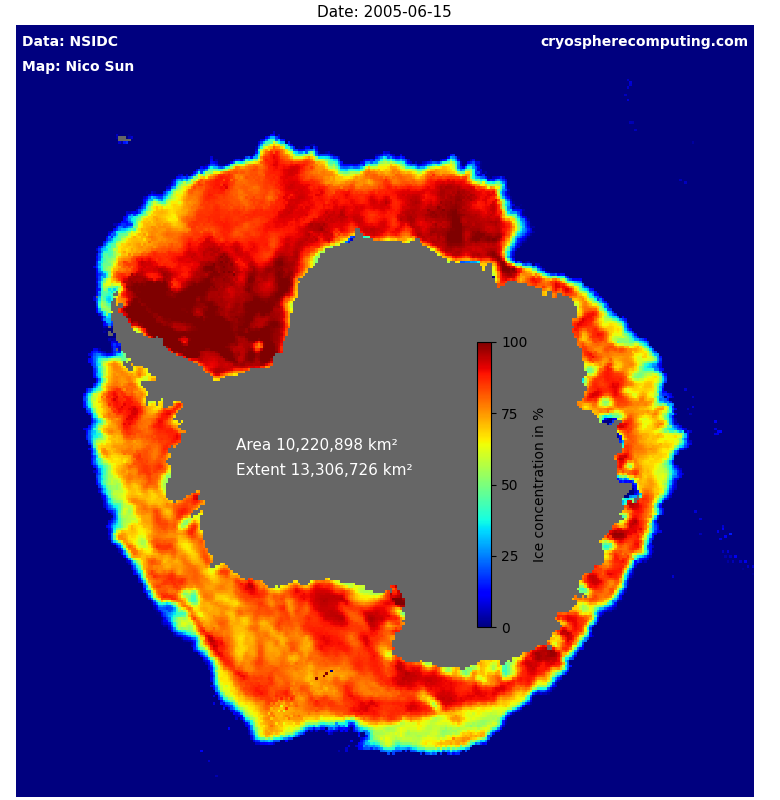 Date: 2005-06-15
Data: NSIDC
cryospherecomputing.com
Map: Nico Sun
100
75
50
25
0
Ice concentration in %
Area 10,220,898 km²
Extent 13,306,726 km²